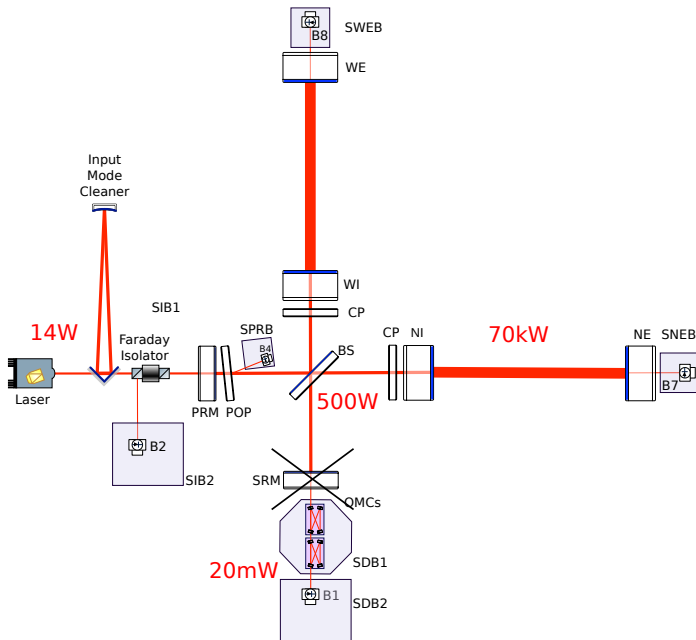 SWEB
B8
WE
Input
Mode
Cleaner
WI
CP
SIB1
14W
Faraday
Isolator
SPRB
B4
BS
CP
NI
70kW
NE
SNEB
B7
Laser
PRM
POP
500W
B2
SIB2
SRM
OMCs
SDB1
20mW
B1
SDB2